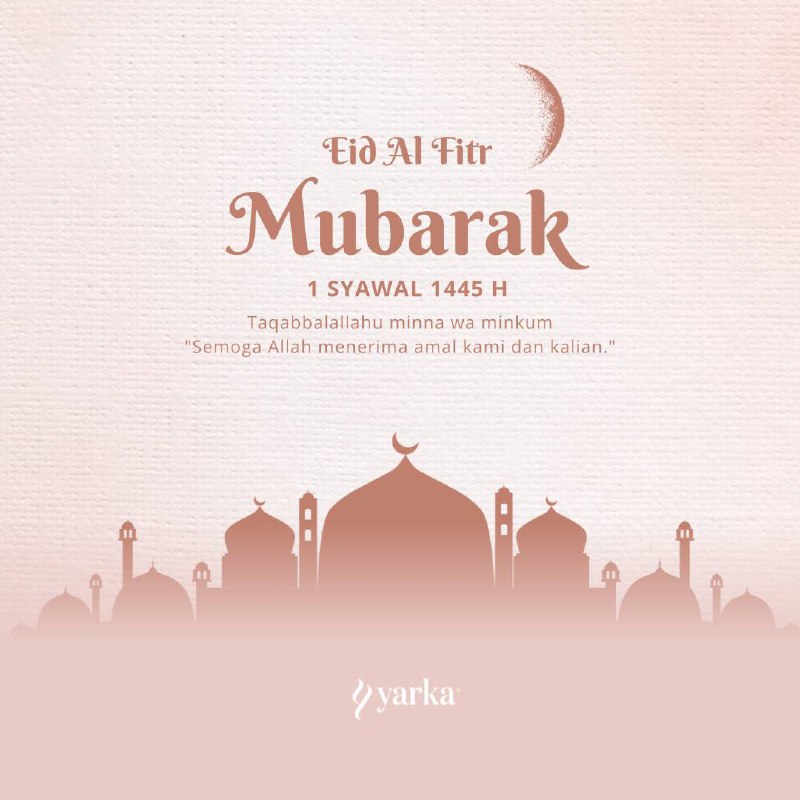 Eid Al Fitr
Mubarak
1 SYAWAL 1445 H
Taqabbalallahu minna wa minkum
"Semoga Allah menerima amal kami dan kalian."
yarka